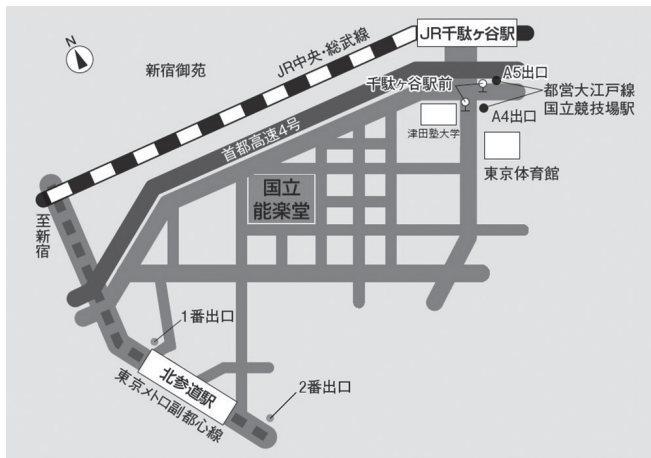 JR千駄ヶ谷駅
N
JR中央・総武線
新宿御苑
A5出口
千駄ヶ谷駅前
都営大江戸線
国立競技場駅
A4出口
津田塾大学
首都高速4号
東京体育館
国立
能楽堂
至新宿
1番出口
北参道駅
2番出口
東京メトロ副都心線